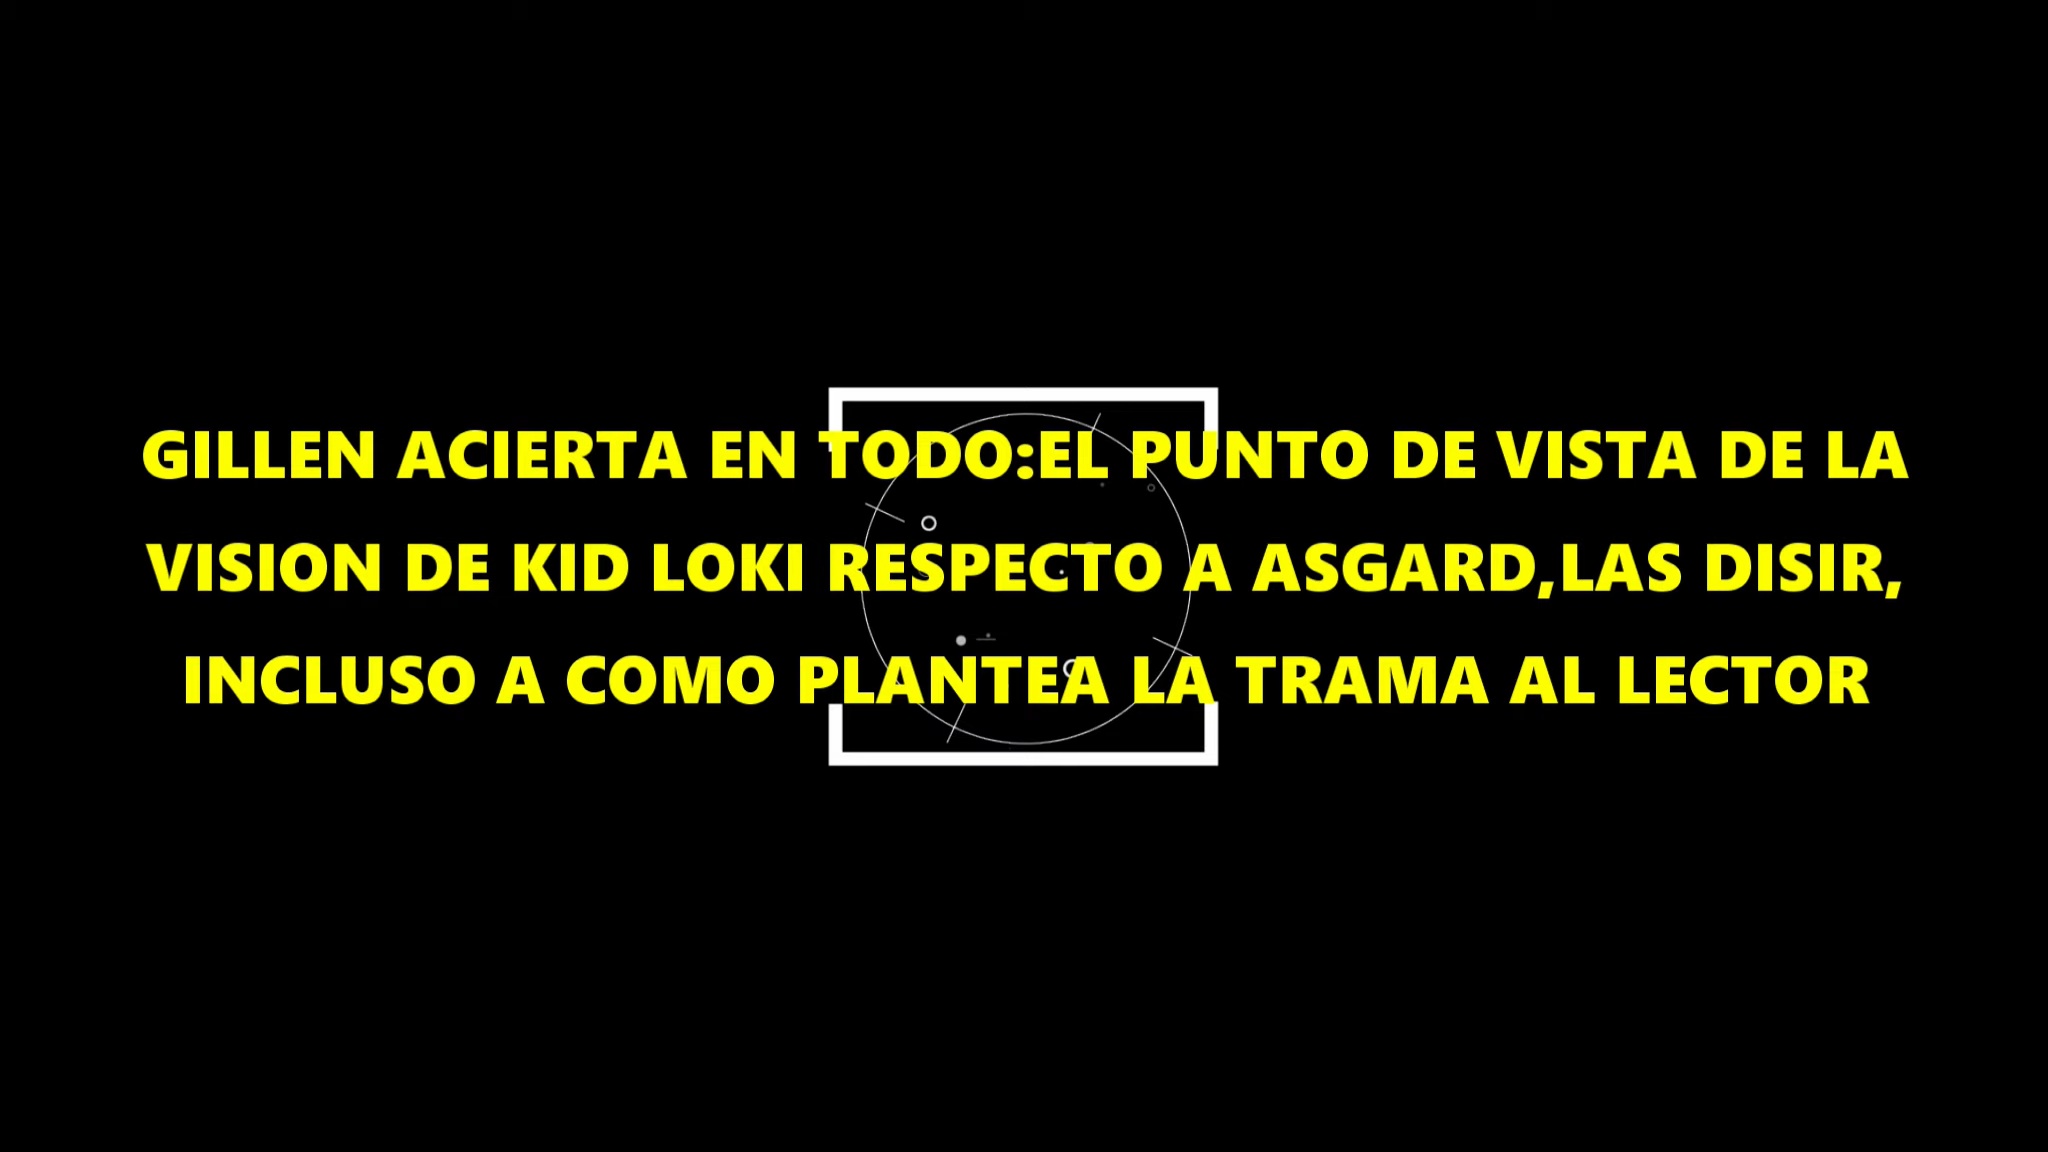 GILLEN ACIERTA EN TODO:EL PUNTO DE VISTA DE LA
VISION DE KID LOKI RESPECTO A ASGARD,LAS DISIR,
INCLUSO A COMO PLANTEA LA TRAMA AL LECTOR